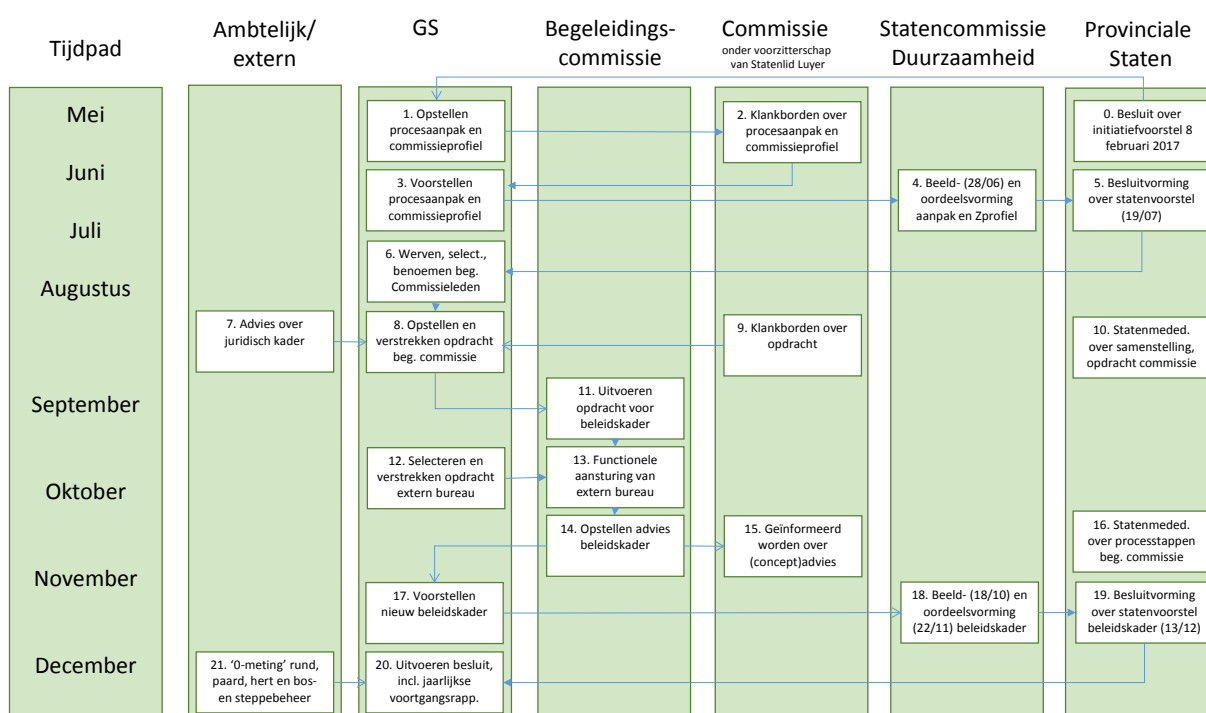 Tijdpad
Ambtelijk/
extern
GS
Begeleidings-
commissie
Commissie
onder voorzitterschap
van Statenlid Luyer
Statencommissie
Duurzaamheid
Provinciale
Staten
Mei
Juni
Juli
Augustus
September
Oktober
November
December
1. Opstellen
procesaanpak en
commissieprofiel
2. Klankborden over
procesaanpak en
commissieprofiel
0. Besluit over
initiatiefvoorstel 8
februari 2017
3. Voorstellen
procesaanpak en
commissieprofiel
4. Beeld- (28/06) en
oordeelsvorming
aanpak en Zprofiel
5. Besluitvorming
over statenvoorstel
(19/07)
6. Werven, select.,
benoemen beg.
Commissieleden
7. Advies over
juridisch kader
8. Opstellen en
verstrekken opdracht
beg. commissie
9. Klankborden over
opdracht
10. Statenmeded.
over samenstelling,
opdracht commissie
11. Uitvoeren
opdracht voor
beleidskader
12. Selecteren en
verstrekken opdracht
extern bureau
13. Functionele
aansturing van
extern bureau
14. Opstellen advies
beleidskader
15. Geïnformeerd
worden over
(concept)advies
16. Statenmeded.
over processtappen
beg. commissie
17. Voorstellen
nieuw beleidskader
18. Beeld- (18/10) en
oordeelsvorming
(22/11) beleidskader
19. Besluitvorming
over statenvoorstel
beleidskader (13/12)
21. ‘0-meting’ rund,
paard, hert en bos-
en steppebeheer
20. Uitvoeren besluit,
incl. jaarlijkse
voortgangsrapp.